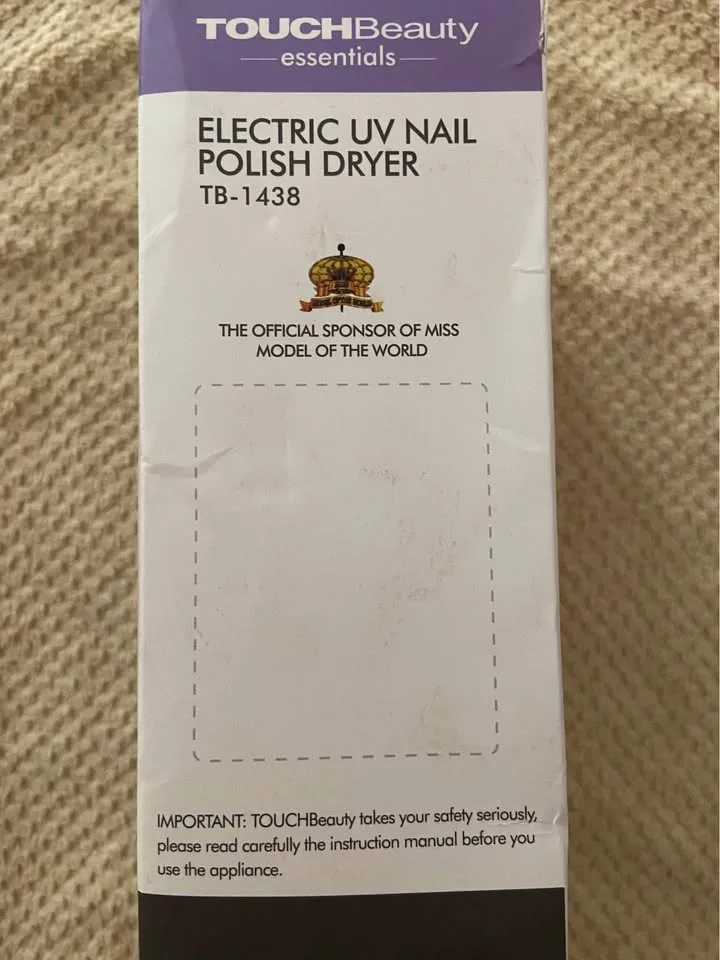 TOUCHBeauty
essentials
ELECTRIC UV NAIL
POLISH DRYER
TB-1438
THE OFFICIAL SPONSOR OF MISS
MODEL OF THE WORLD
IMPORTANT: TOUCHBeauty takes your safety seriously,
please read carefully the instruction manual before you
use the appliance.